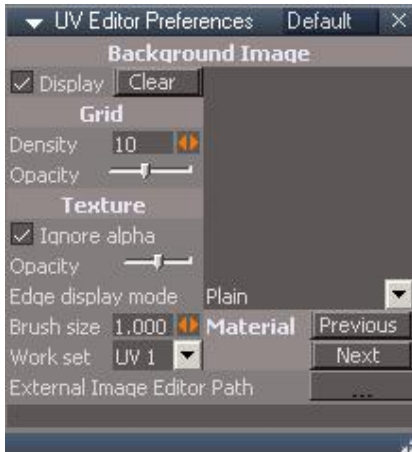 UV Editor Preferences Default
Background Image
Display Clear
Grid
Density 10
Opacity
Texture
Ignore alpha
Opacity
Edge display mode Plain
Brush size 1.000 Material Previous
Work set UV 1 Next
External Image Editor Path ...